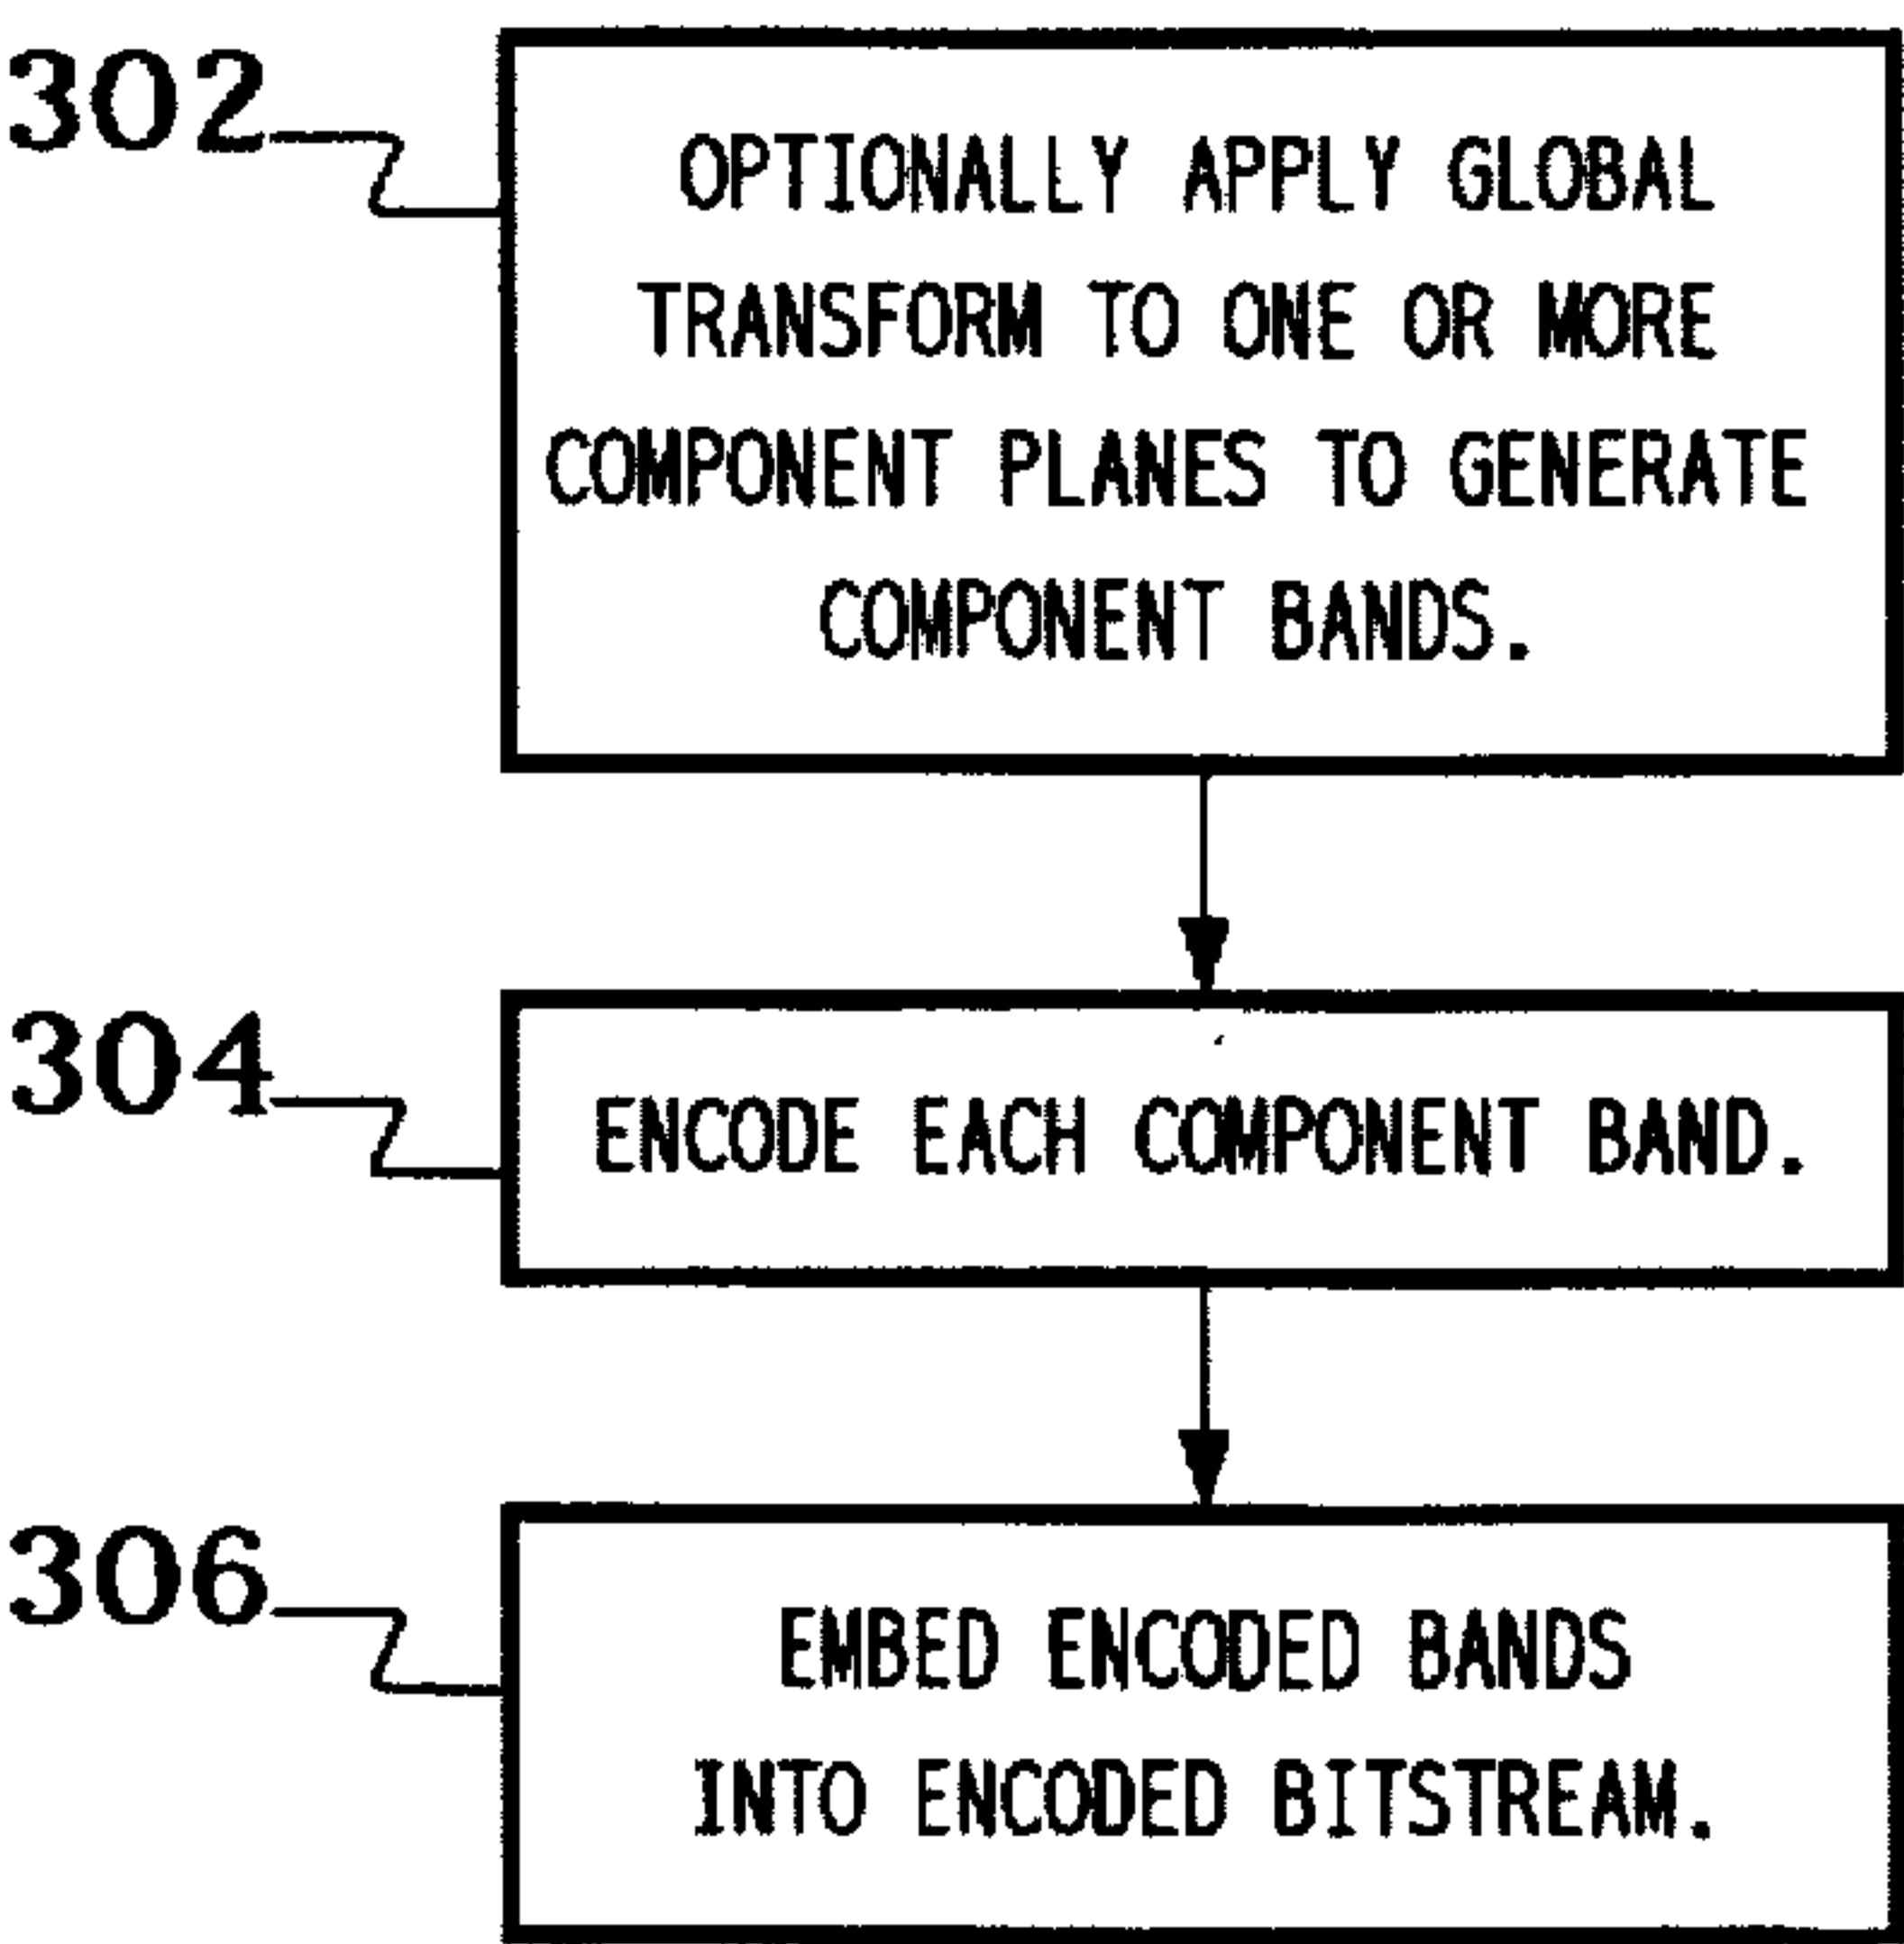 302
OPTIONALLY APPLY GLOBAL
TRANSFORM TO ONE OR MORE
COMPONENT PLANES TO GENERATE
COMPONENT BANDS.
304
ENCODE EACH COMPONENT BAND.
306
EMBED ENCODED BANDS
INTO ENCODED BITSTREAM.